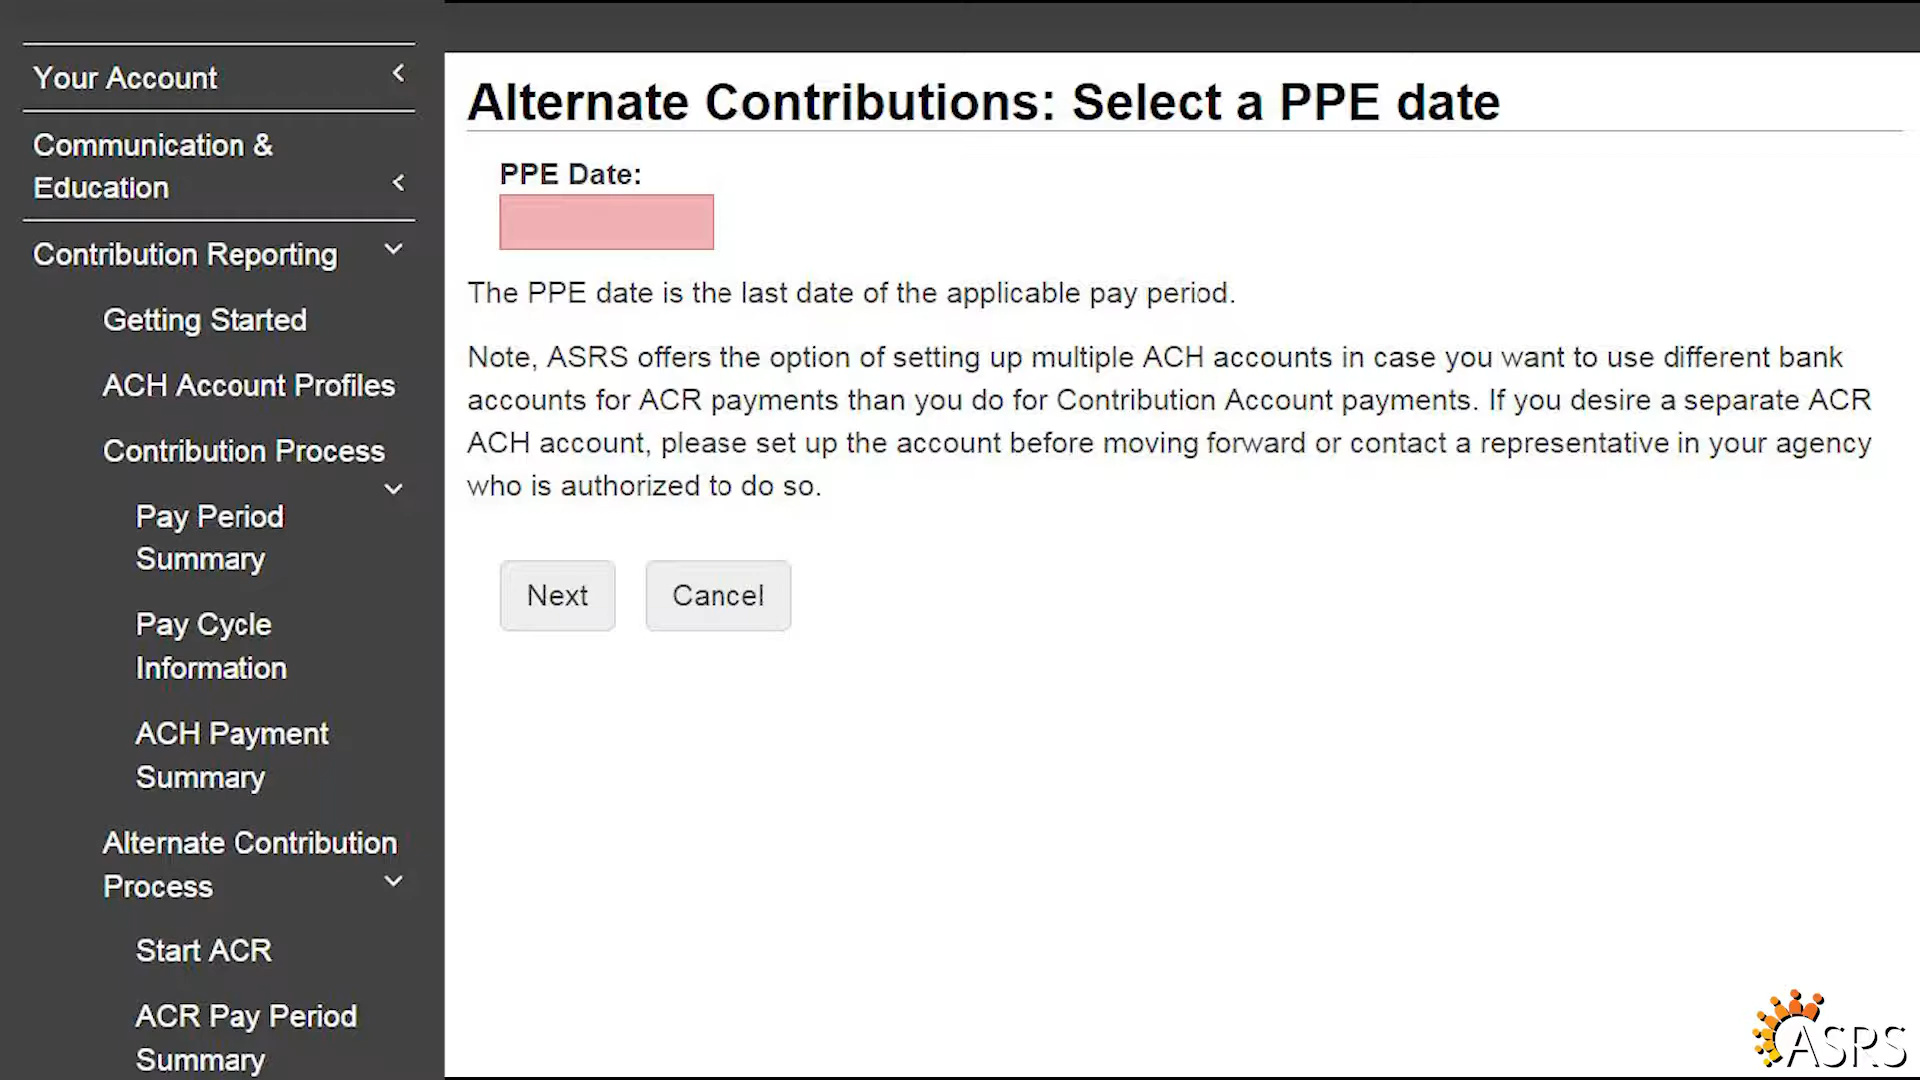 Your Account
Communication &
Education
Contribution Reporting
Getting Started
ACH Account Profiles
Contribution Process
Pay Period
Summary
Pay Cycle
Information
ACH Payment
Summary
Alternate Contribution
Process
Start ACR
ACR Pay Period
Summary
Alternate Contributions: Select a PPE date
PPE Date:
The PPE date is the last date of the applicable pay period.
Note, ASRS offers the option of setting up multiple ACH accounts in case you want to use different bank
accounts for ACR payments than you do for Contribution Account payments. If you desire a separate ACR
ACH account, please set up the account before moving forward or contact a representative in your agency
who is authorized to do so.
Next
Cancel
ASRS